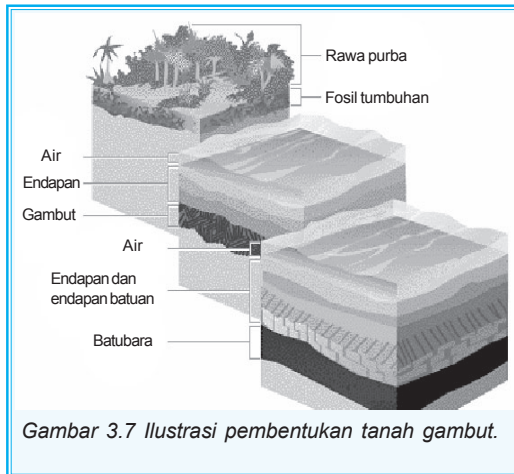 Rawa purba
Fosil tumbuhan
Air
Endapan
Gambut
Air
Endapan dan
endapan batuan
Batubara
Gambar 3.7 Ilustrasi pembentukan tanah gambut.